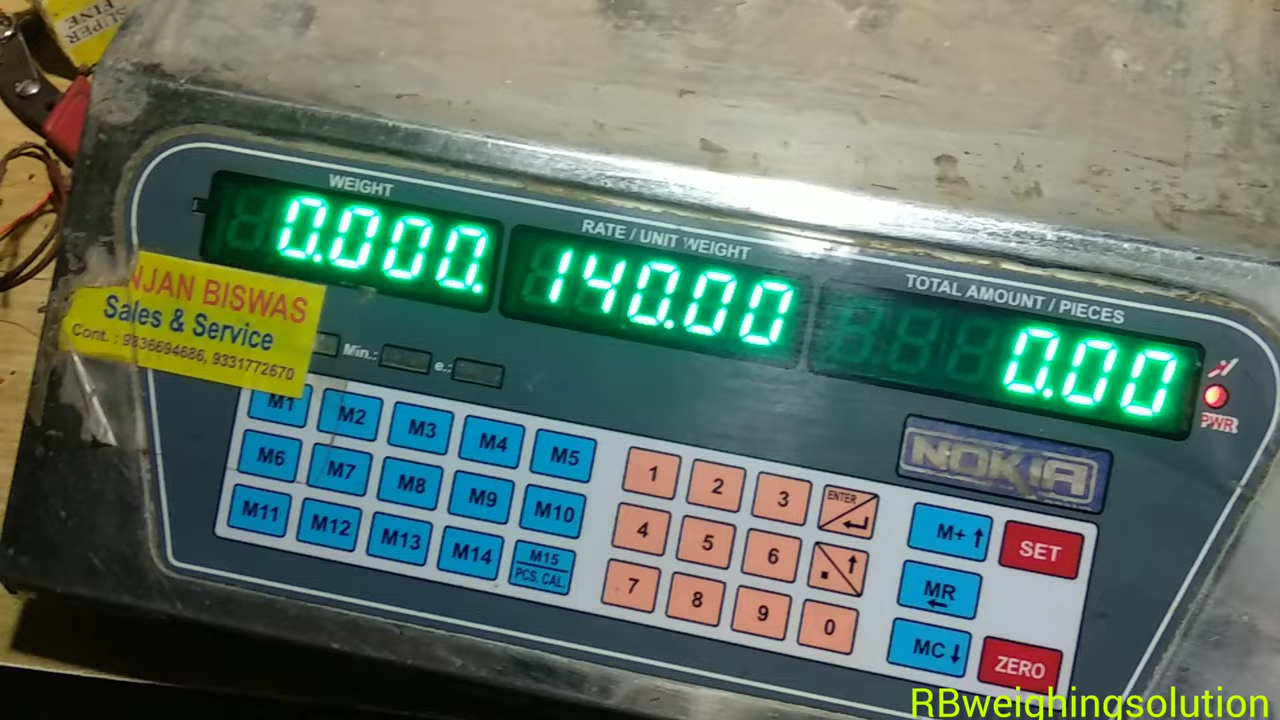 SUPER
FINE
WEIGHT
0.000.
RATE / UNIT WEIGHT
140.00
TOTAL AMOUNT / PIECES
0.00
PWR
NJAN BISWAS
Sales & Service
Cont. : 9836694686, 9331772670
Min.:
e.:
NOKIA
M1 M2 M3 M4 M5
M6 M7 M8 M9 M10
M11 M12 M13 M14 M15
PCS. CAL.
1 2 3 ENTER
4 5 6 .
7 8 9 0
M+ SET
MR
MC ZERO
RBweighingsolution